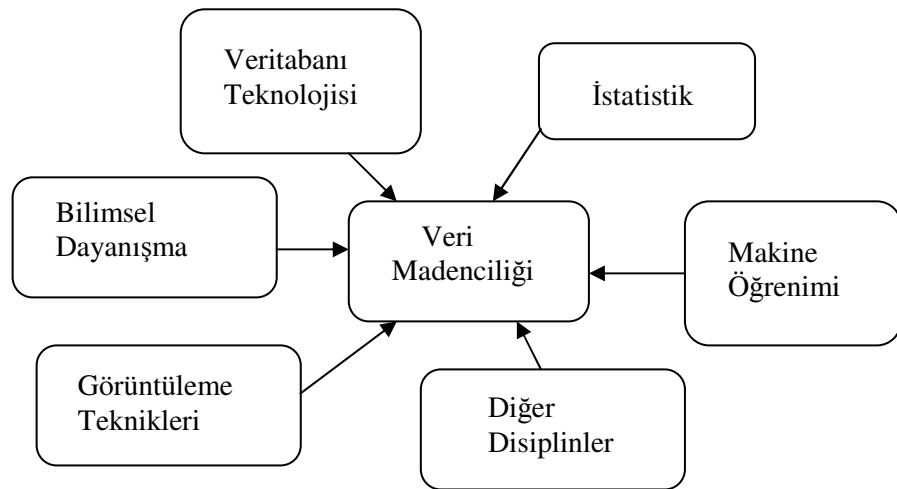 Veritabanı
Teknolojisi
İstatistik
Bilimsel
Dayanışma
Veri
Madenciliği
Makine
Öğrenimi
Görüntüleme
Teknikleri
Diğer
Disiplinler